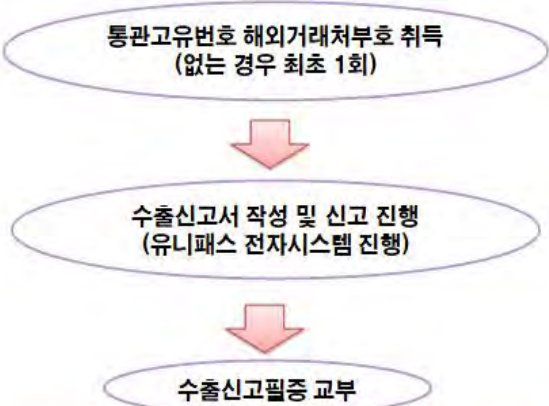 통관고유번호 해외거래처부호 취득
(없는 경우 최초 1회)
수출신고서 작성 및 신고 진행
(유니패스 전자시스템 진행)
수출신고필증 교부